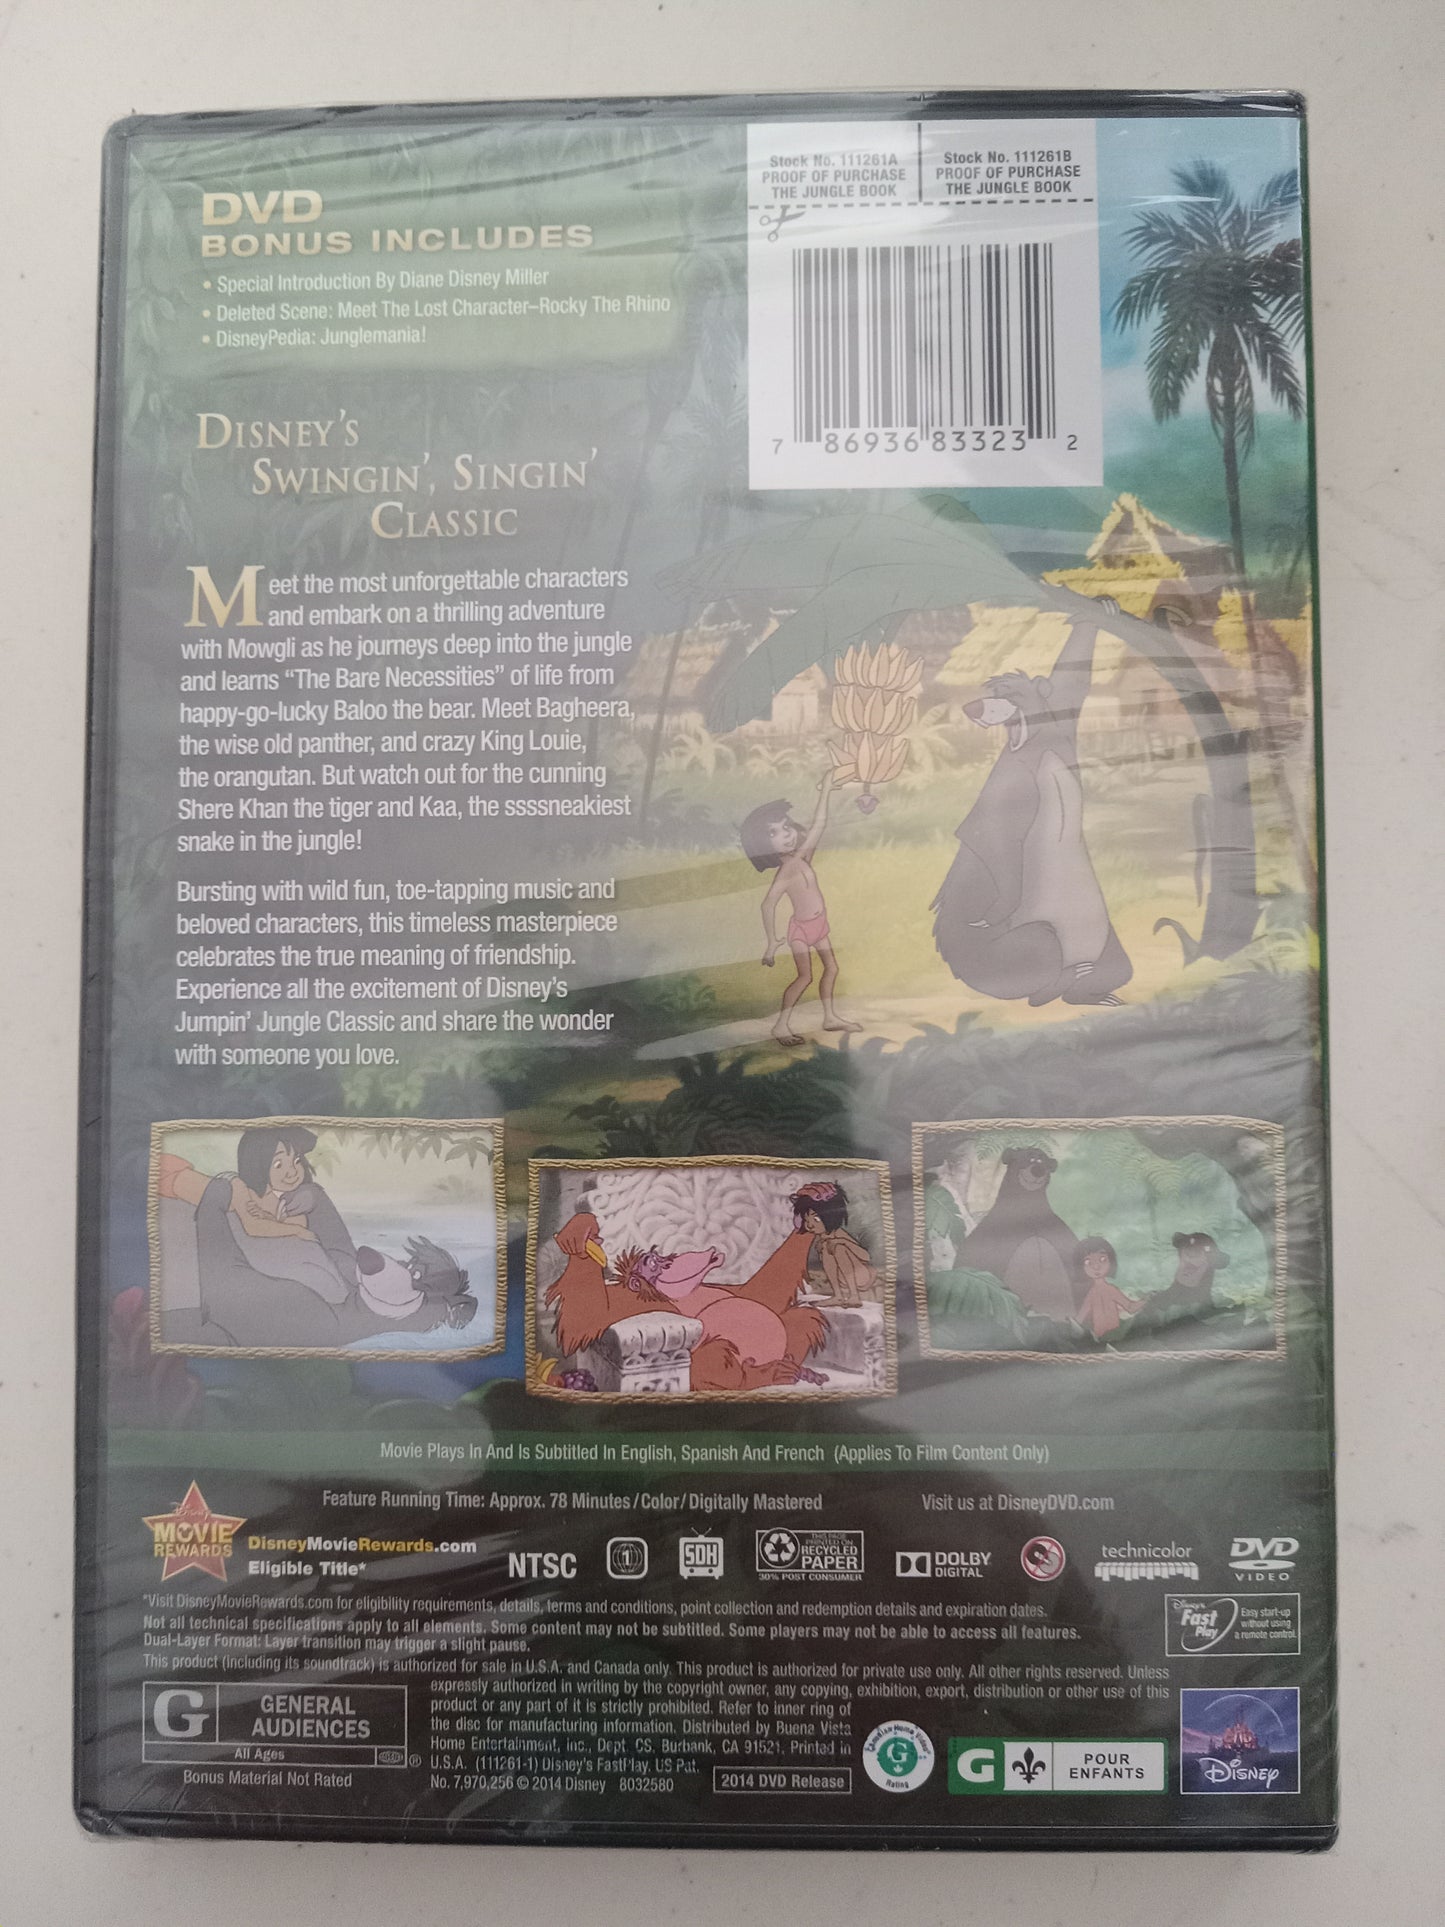 Stock No. 111261A
PROOF OF PURCHASE
THE JUNGLE BOOK
Stock No. 111261B
PROOF OF PURCHASE
THE JUNGLE BOOK
7 86936 83323 2
DVD
BONUS INCLUDES
• Special Introduction By Diane Disney Miller
• Deleted Scene: Meet The Lost Character–Rocky The Rhino
• DisneyPedia: Junglemania!
DISNEY'S
SWINGIN', SINGIN'
CLASSIC
Meet the most unforgettable characters
and embark on a thrilling adventure
with Mowgli as he journeys deep into the jungle
and learns “The Bare Necessities” of life from
happy-go-lucky Baloo the bear. Meet Bagheera,
the wise old panther, and crazy King Louie,
the orangutan. But watch out for the cunning
Shere Khan the tiger and Kaa, the ssssneakiest
snake in the jungle!
Bursting with wild fun, toe-tapping music and
beloved characters, this timeless masterpiece
celebrates the true meaning of friendship.
Experience all the excitement of Disney's
Jumpin' Jungle Classic and share the wonder
with someone you love.
Movie Plays In And Is Subtitled In English, Spanish And French (Applies To Film Content Only)
Feature Running Time: Approx. 78 Minutes/Color/Digitally Mastered
Visit us at DisneyDVD.com
Disney
MOVIE
REWARDS
DisneyMovieRewards.com
Eligible Title*
NTSC
1
SDH
THIS PAGE
PRINTED ON
RECYCLED
PAPER
30% POST CONSUMER
DOLBY
DIGITAL
technicolor
DVD
VIDEO
*Visit DisneyMovieRewards.com for eligibility requirements, details, terms and conditions, point collection and redemption details and expiration dates.
Not all technical specifications apply to all elements. Some content may not be subtitled. Some players may not be able to access all features.
Dual-Layer Format: Layer transition may trigger a slight pause.
Disney's
Fast
Play
Easy start-up
without using
a remote control.
This product (including its soundtrack) is authorized for sale in U.S.A. and Canada only. This product is authorized for private use only. All other rights reserved. Unless
expressly authorized in writing by the copyright owner, any copying, exhibition, export, distribution or other use of this
product or any part of it is strictly prohibited. Refer to inner ring of
the disc for manufacturing information. Distributed by Buena Vista
Home Entertainment, Inc., Dept. CS, Burbank, CA 91521. Printed in
U.S.A. (111261-1) Disney's FastPlay. US Pat.
No. 7,970,256 © 2014 Disney 8032580
G
GENERAL
AUDIENCES
All Ages
®
Bonus Material Not Rated
2014 DVD Release
Canadian Home Video
G
Rating
G
POUR
ENFANTS
DISNEY